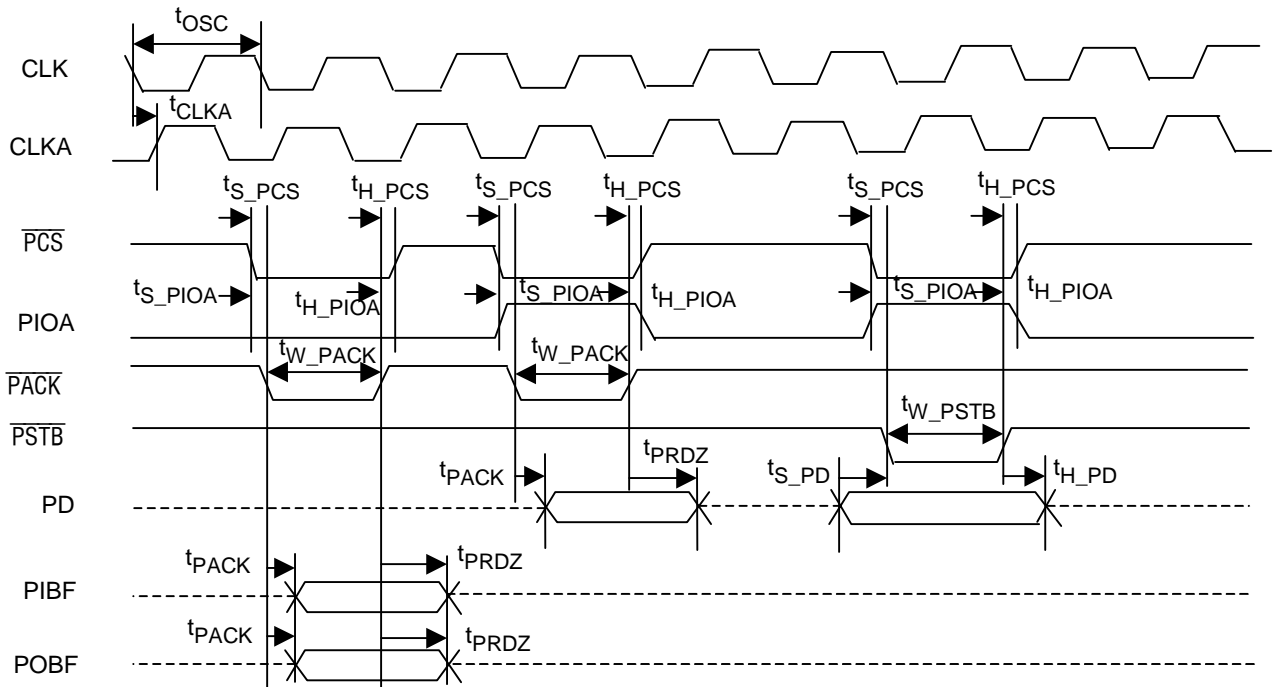 tOSC
CLK
tCLKA
CLKA
tS_PCS tH_PCS tS_PCS tH_PCS tS_PCS tH_PCS
PCS
tS_PIOA tH_PIOA tS_PIOA tH_PIOA tS_PIOA tH_PIOA
PIOA
tW_PACK tW_PACK
PACK
tW_PSTB
PSTB
tPACK tPRDZ tS_PD tH_PD
PD
tPACK tPRDZ
PIBF
tPACK tPRDZ
POBF